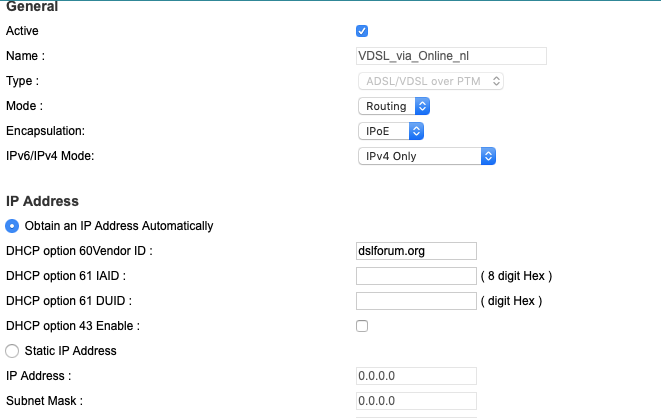 General
Active
Name : VDSL_via_Online_nl
Type : ADSL/VDSL over PTM
Mode : Routing
Encapsulation: IPoE
IPv6/IPv4 Mode: IPv4 Only
IP Address
Obtain an IP Address Automatically
DHCP option 60Vendor ID : dslforum.org
DHCP option 61 IAID : ( 8 digit Hex )
DHCP option 61 DUID : ( digit Hex )
DHCP option 43 Enable :
Static IP Address
IP Address : 0.0.0.0
Subnet Mask : 0.0.0.0